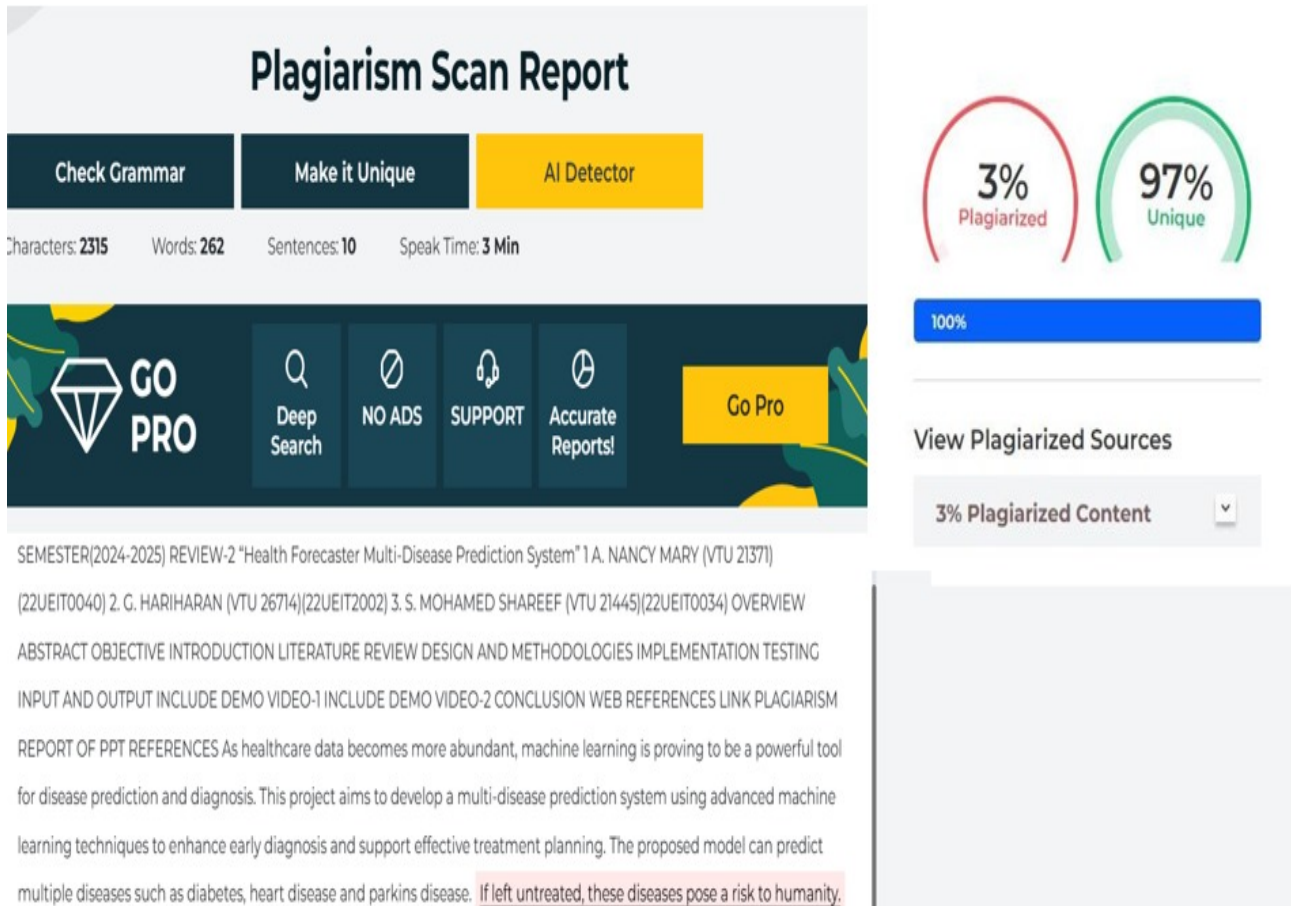 Plagiarism Scan Report
Check Grammar
Make it Unique
AI Detector
Characters: 2315 Words: 262 Sentences: 10 Speak Time: 3 Min
GO
PRO
Deep
Search
NO ADS
SUPPORT
Accurate
Reports!
Go Pro
SEMESTER(2024-2025) REVIEW-2 “Health Forecaster Multi-Disease Prediction System” 1 A. NANCY MARY (VTU 21371)
(22UEIT0040) 2. G. HARIHARAN (VTU 26714)(22UEIT2002) 3. S. MOHAMED SHAREEF (VTU 21445)(22UEIT0034) OVERVIEW
ABSTRACT OBJECTIVE INTRODUCTION LITERATURE REVIEW DESIGN AND METHODOLOGIES IMPLEMENTATION TESTING
INPUT AND OUTPUT INCLUDE DEMO VIDEO-1 INCLUDE DEMO VIDEO-2 CONCLUSION WEB REFERENCES LINK PLAGIARISM
REPORT OF PPT REFERENCES As healthcare data becomes more abundant, machine learning is proving to be a powerful tool
for disease prediction and diagnosis. This project aims to develop a multi-disease prediction system using advanced machine
learning techniques to enhance early diagnosis and support effective treatment planning. The proposed model can predict
multiple diseases such as diabetes, heart disease and parkins disease. If left untreated, these diseases pose a risk to humanity.
3%
Plagiarized
97%
Unique
100%
View Plagiarized Sources
3% Plagiarized Content